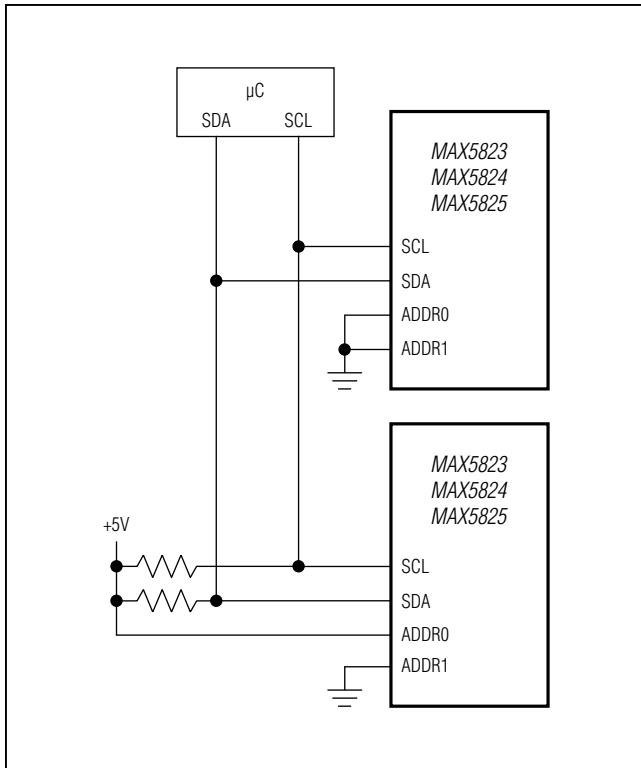 µC
SDA SCL
MAX5823
MAX5824
MAX5825
SCL
SDA
ADDR0
ADDR1
MAX5823
MAX5824
MAX5825
+5V
SCL
SDA
ADDR0
ADDR1